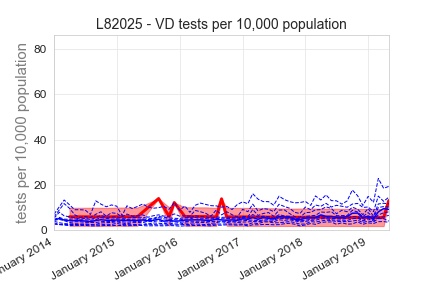 L82025 - VD tests per 10,000 population
tests per 10,000 population
80
60
40
20
0
nuary 2014
January 2015
January 2016
January 2017
January 2018
January 2019